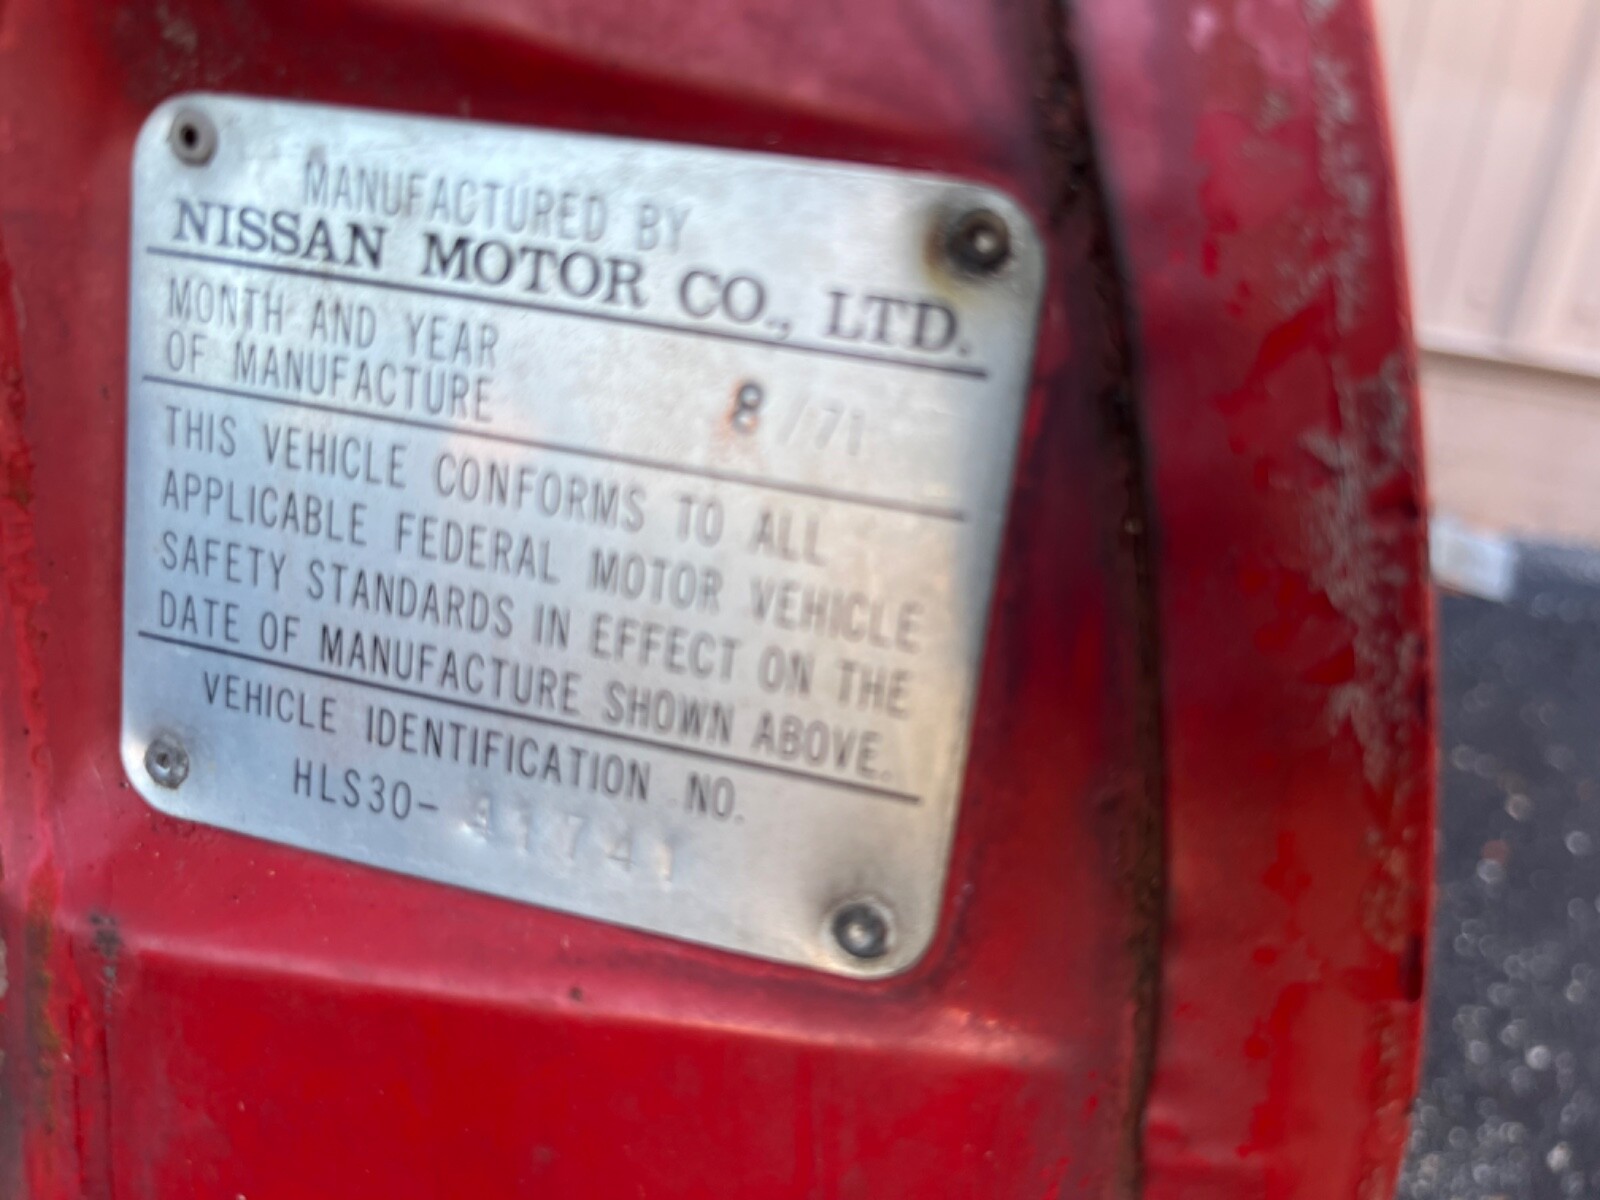 MANUFACTURED BY
NISSAN MOTOR CO., LTD.
MONTH AND YEAR
OF MANUFACTURE 8/71
THIS VEHICLE CONFORMS TO ALL
APPLICABLE FEDERAL MOTOR VEHICLE
SAFETY STANDARDS IN EFFECT ON THE
DATE OF MANUFACTURE SHOWN ABOVE.
VEHICLE IDENTIFICATION NO.
HLS30-